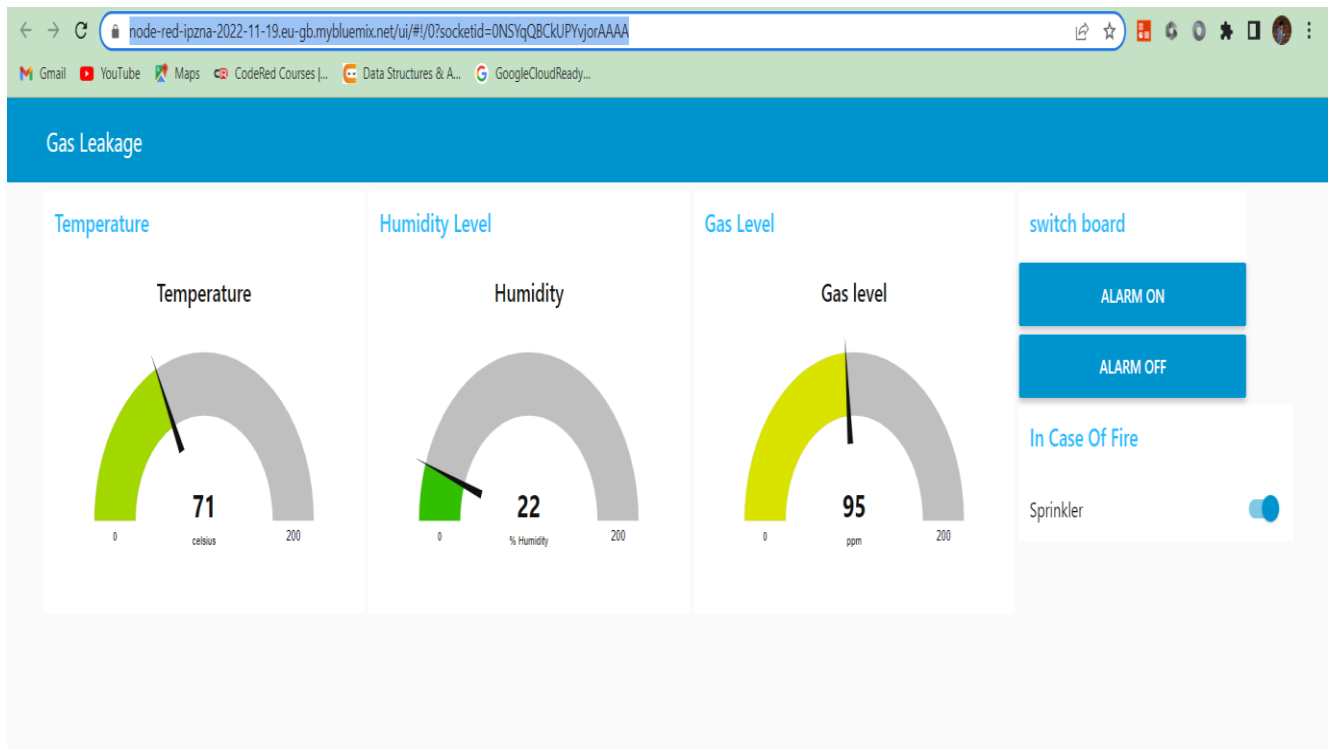 node-red-ipzna-2022-11-19.eu-gb.mybluemix.net/ui/#!/0?socketid=0NSYqQBCkUPYvjorAAAA
Gmail YouTube Maps CodeRed Courses |... Data Structures & A... GoogleCloudReady...
Gas Leakage
Temperature
Temperature
71
0 celsius 200
Humidity Level
Humidity
22
0 % Humidity 200
Gas Level
Gas level
95
0 ppm 200
switch board
ALARM ON
ALARM OFF
In Case Of Fire
Sprinkler